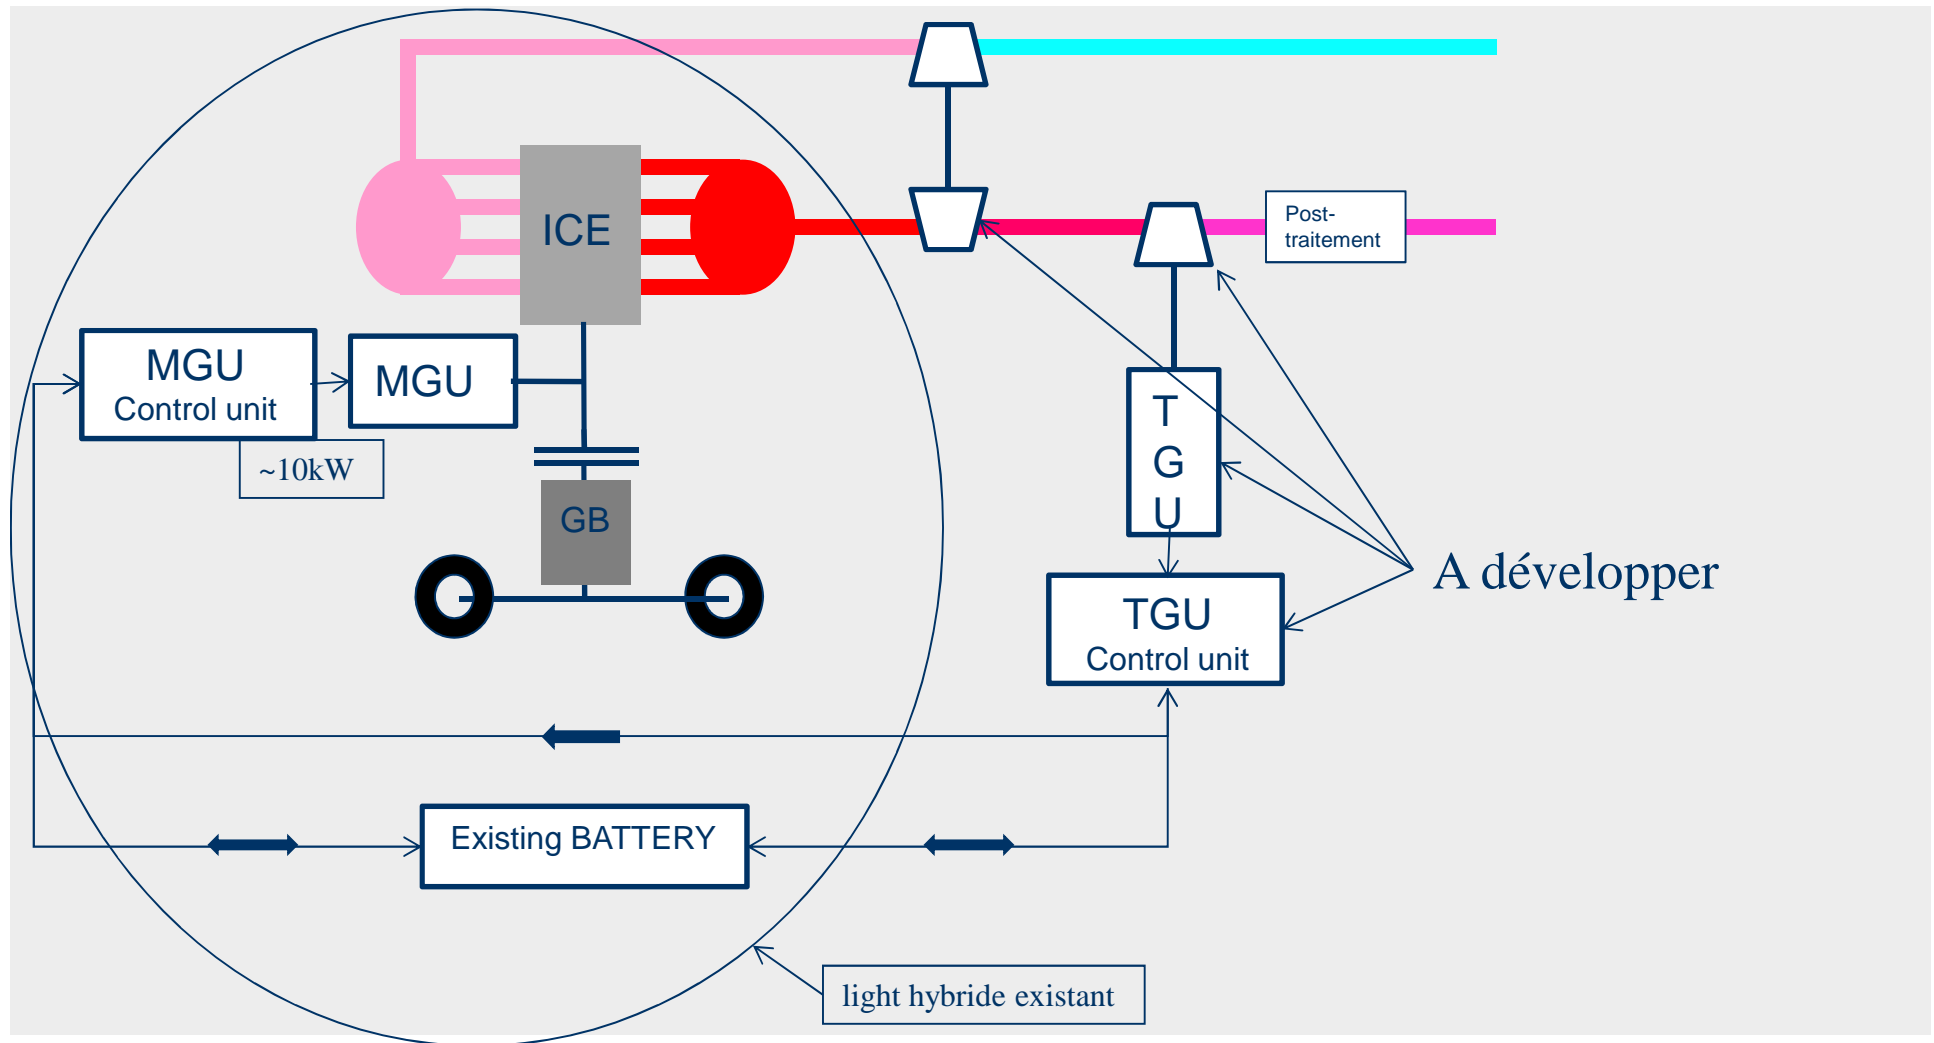 ICE
Post-
traitement
MGU
Control unit
MGU
~10kW
GB
T
G
U
A développer
TGU
Control unit
Existing BATTERY
light hybride existant